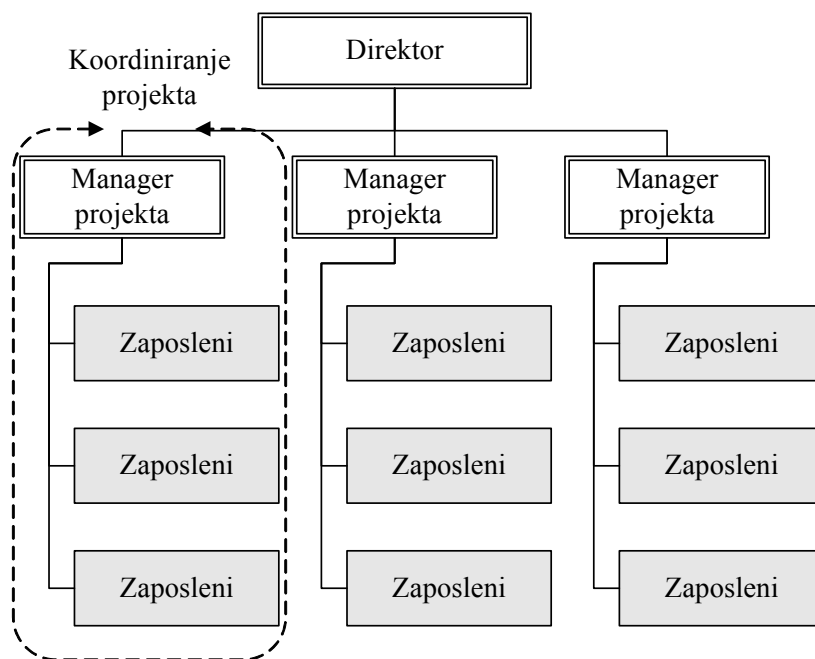 Direktor
Koordiniranje
projekta
Manager
projekta
Manager
projekta
Manager
projekta
Zaposleni
Zaposleni
Zaposleni
Zaposleni
Zaposleni
Zaposleni
Zaposleni
Zaposleni
Zaposleni